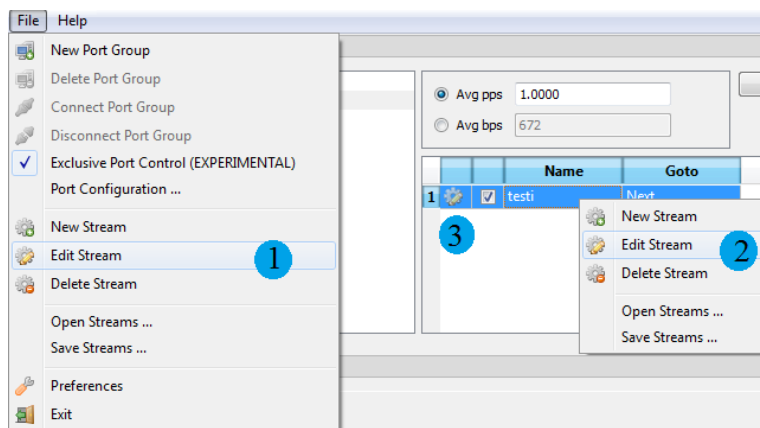 File Help
New Port Group
Delete Port Group
Connect Port Group
Disconnect Port Group
Exclusive Port Control (EXPERIMENTAL)
Port Configuration ...
New Stream
Edit Stream
1
Delete Stream
Open Streams ...
Save Streams ...
Preferences
Exit
Avg pps 1.0000
Avg bps 672
Name Goto
1 testi Next
3
New Stream
Edit Stream
2
Delete Stream
Open Streams ...
Save Streams ...